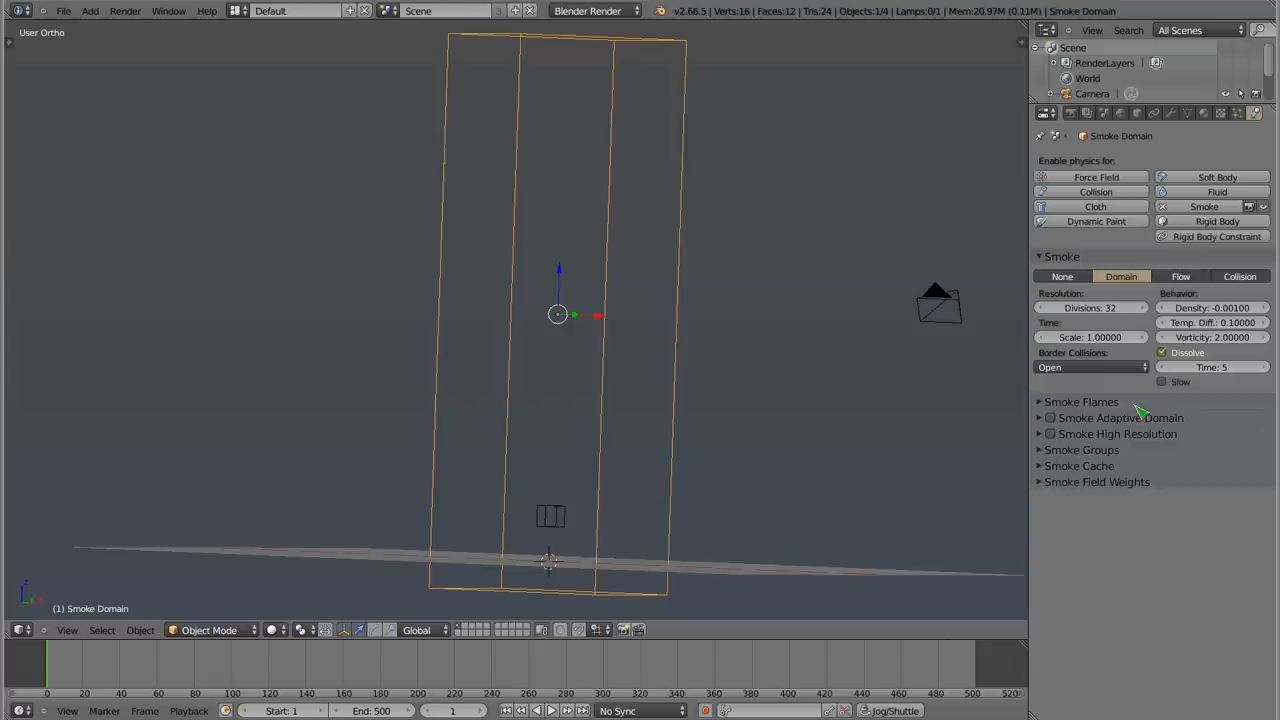 File Add Render Window Help Default Scene 3 Blender Render v2.66.5 | Verts:16 | Faces:12 | Tris:24 | Objects:1/4 | Lamps:0/1 | Mem:20.97M (0.11M) | Smoke Domain
User Ortho
View Search All Scenes
Scene
RenderLayers
World
Camera
Smoke Domain
Enable physics for:
Force Field Soft Body
Collision Fluid
Cloth Smoke
Dynamic Paint Rigid Body
Rigid Body Constraint
Smoke
None Domain Flow Collision
Resolution: Behavior:
Divisions: 32 Density: -0.00100
Time: Temp. Diff.: 0.10000
Scale: 1.00000 Vorticity: 2.00000
Border Collisions: Dissolve
Open Time: 5
Slow
Smoke Flames
Smoke Adaptive Domain
Smoke High Resolution
Smoke Groups
Smoke Cache
Smoke Field Weights
(1) Smoke Domain
View Select Object Object Mode Global
0 20 40 60 80 100 120 140 160 180 200 220 240 260 280 300 320 340 360 380 400 420 440 460 480 500 520
View Marker Frame Playback Start: 1 End: 500 1 No Sync Jog/Shuttle